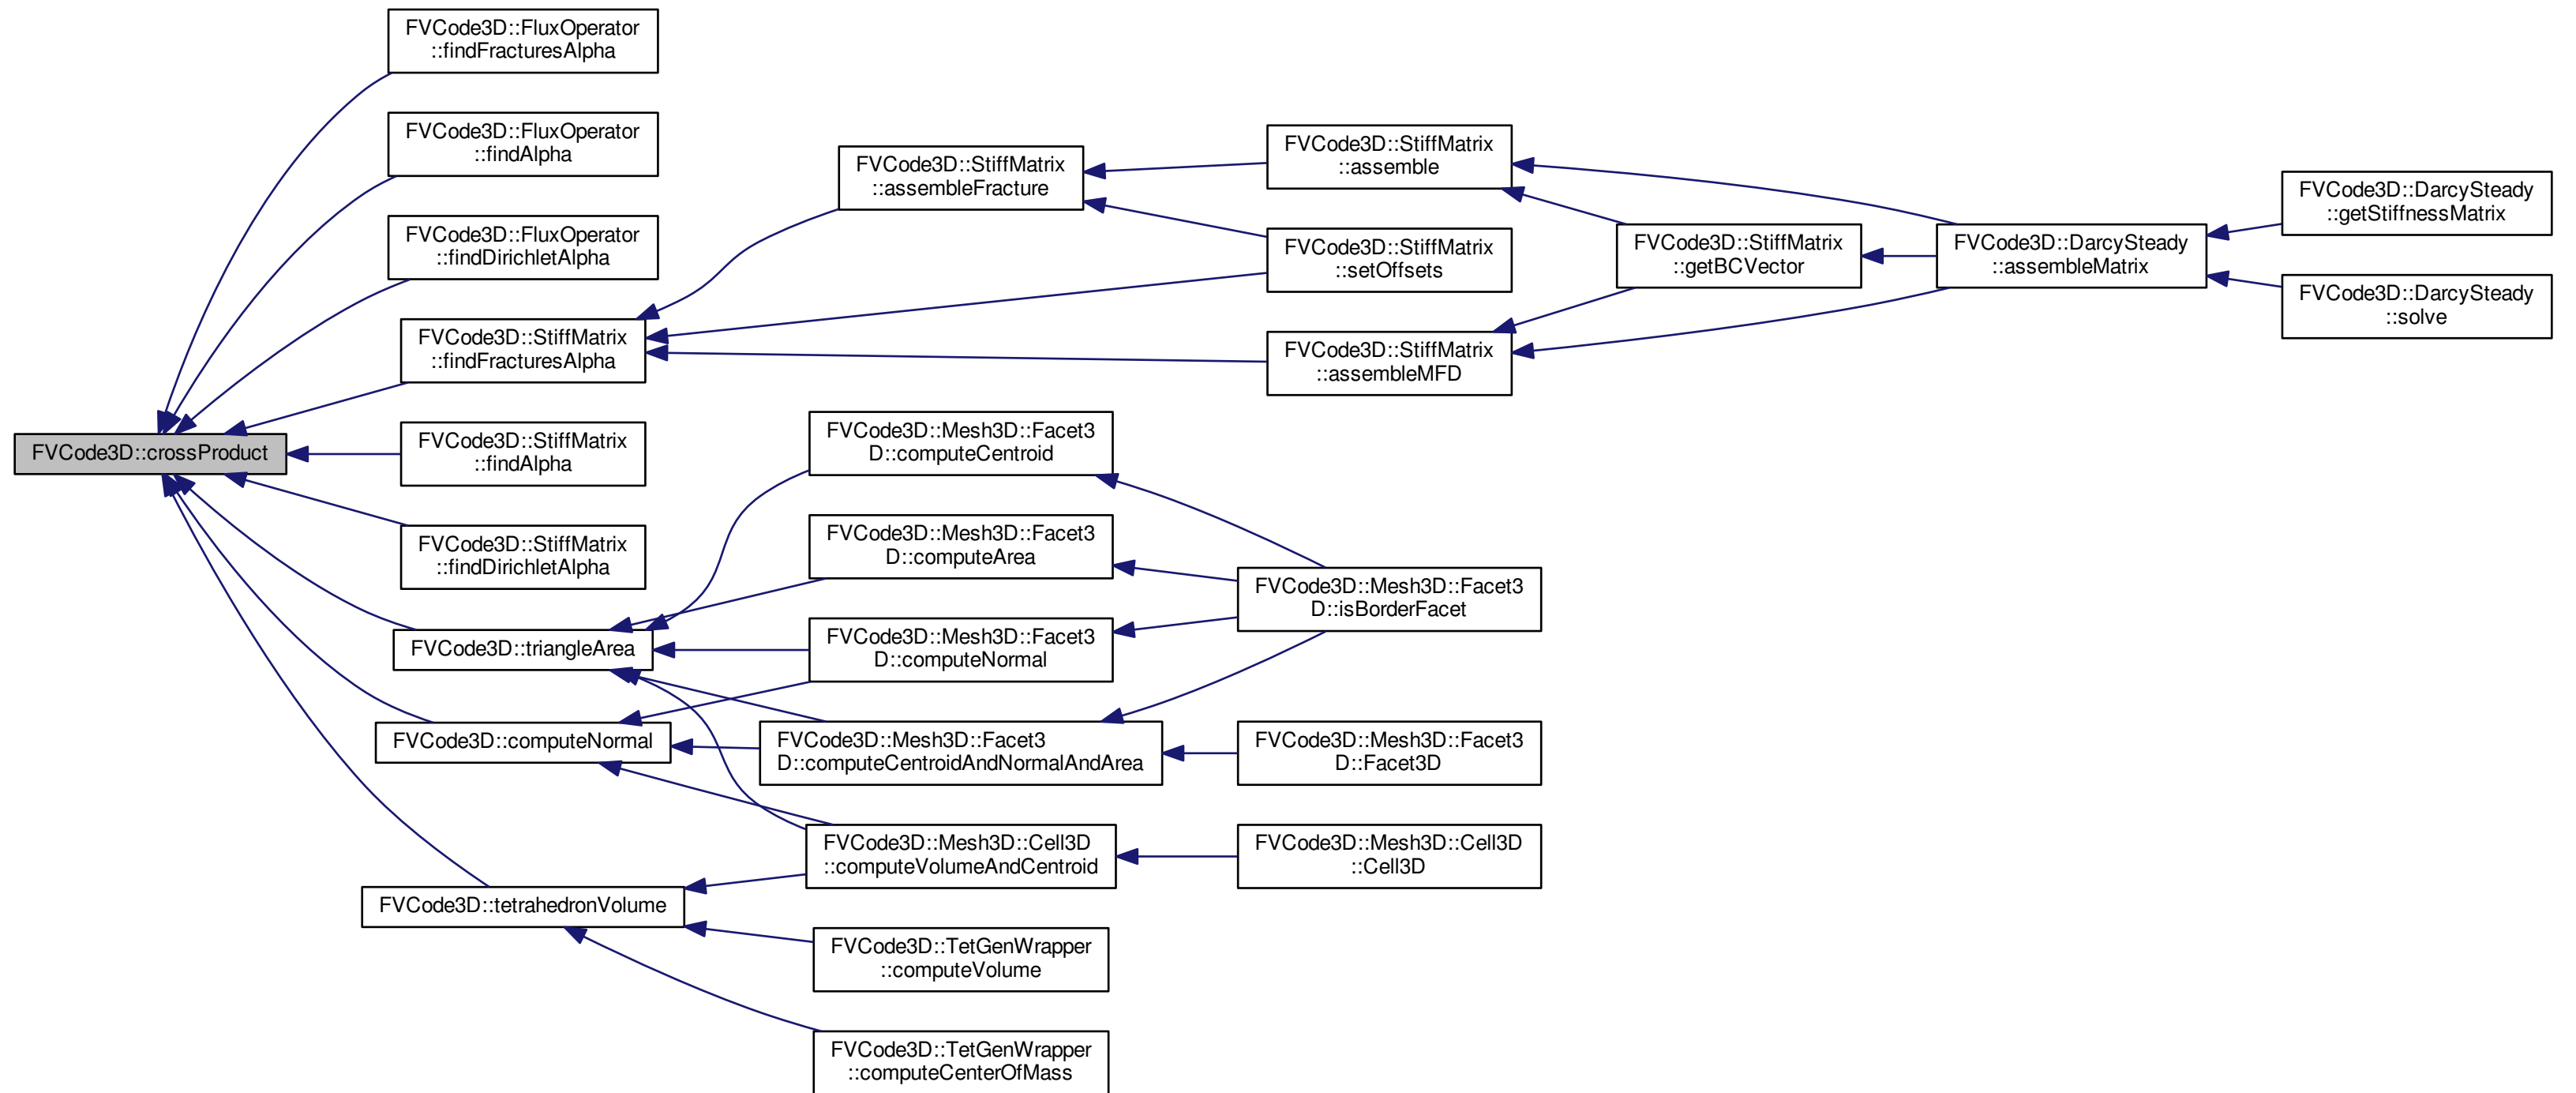 FVCode3D::FluxOperator
::findFracturesAlpha
FVCode3D::FluxOperator
::findAlpha
FVCode3D::FluxOperator
::findDirichletAlpha
FVCode3D::StiffMatrix
::findFracturesAlpha
FVCode3D::crossProduct
FVCode3D::StiffMatrix
::findAlpha
FVCode3D::StiffMatrix
::findDirichletAlpha
FVCode3D::triangleArea
FVCode3D::computeNormal
FVCode3D::tetrahedronVolume
FVCode3D::StiffMatrix
::assembleFracture
FVCode3D::Mesh3D::Facet3
D::computeCentroid
FVCode3D::Mesh3D::Facet3
D::computeArea
FVCode3D::Mesh3D::Facet3
D::computeNormal
FVCode3D::Mesh3D::Facet3
D::computeCentroidAndNormalAndArea
FVCode3D::Mesh3D::Cell3D
::computeVolumeAndCentroid
FVCode3D::TetGenWrapper
::computeVolume
FVCode3D::TetGenWrapper
::computeCenterOfMass
FVCode3D::StiffMatrix
::assemble
FVCode3D::StiffMatrix
::setOffsets
FVCode3D::StiffMatrix
::assembleMFD
FVCode3D::Mesh3D::Facet3
D::isBorderFacet
FVCode3D::Mesh3D::Facet3
D::Facet3D
FVCode3D::Mesh3D::Cell3D
::Cell3D
FVCode3D::StiffMatrix
::getBCVector
FVCode3D::DarcySteady
::assembleMatrix
FVCode3D::DarcySteady
::getStiffnessMatrix
FVCode3D::DarcySteady
::solve